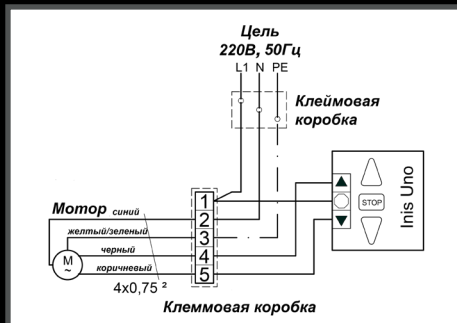 Цель
220В, 50Гц
L1 N PE
Клеймовая
коробка
Мотор синий
желтый/зеленый
черный
коричневый
M
~
4x0,75 ²
1
2
3
4
5
STOP
Inis Uno
Клеммовая коробка